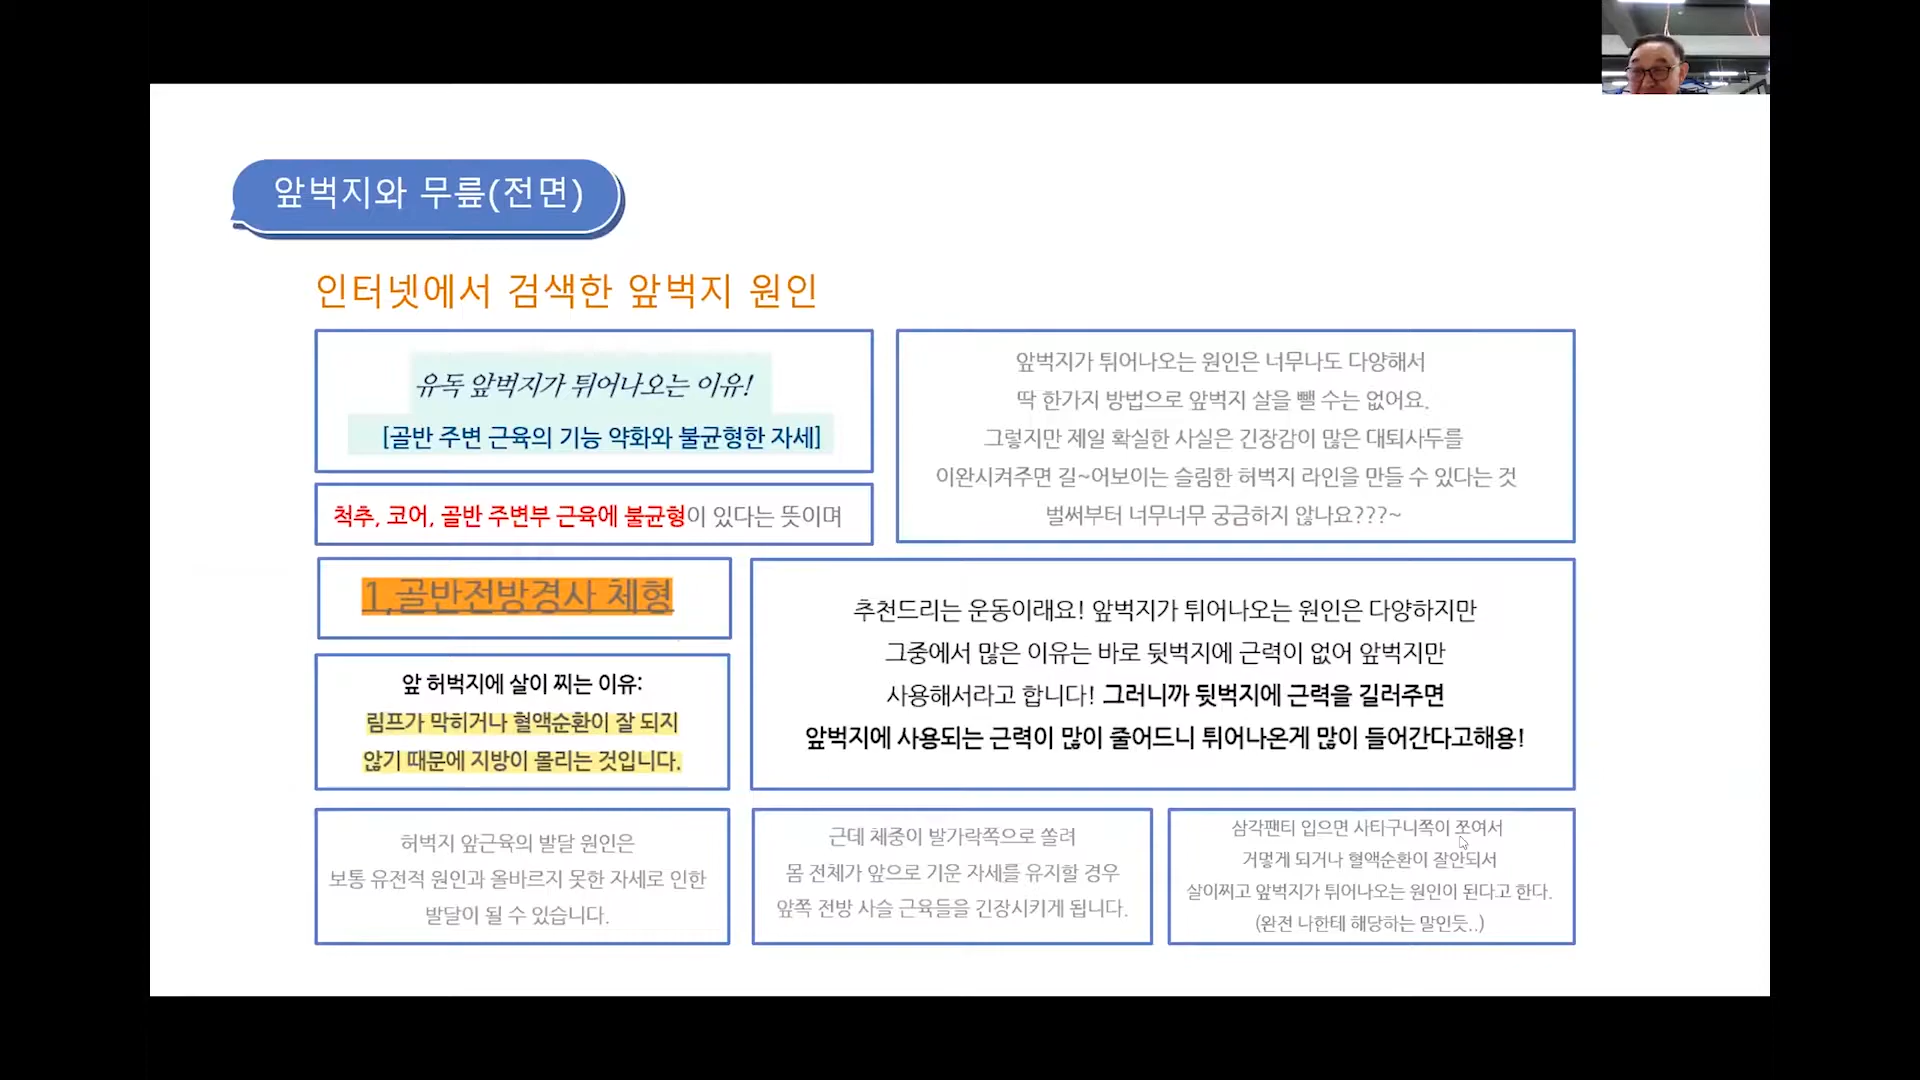 앞벅지와 무릎(전면)
인터넷에서 검색한 앞벅지 원인
유독 앞벅지가 튀어나오는 이유!
[골반 주변 근육의 기능 약화와 불균형한 자세]
척추, 코어, 골반 주변부 근육에 불균형이 있다는 뜻이며
앞벅지가 튀어나오는 원인은 너무나도 다양해서
딱 한가지 방법으로 앞벅지 살을 뺄 수는 없어요.
그렇지만 제일 확실한 사실은 긴장감이 많은 대퇴사두를
이완시켜주면 길~어보이는 슬림한 허벅지 라인을 만들 수 있다는 것
벌써부터 너무너무 궁금하지 않나요???~
1,골반전방경사 체형
앞 허벅지에 살이 찌는 이유:
림프가 막히거나 혈액순환이 잘 되지
않기 때문에 지방이 몰리는 것입니다.
추천드리는 운동이래요! 앞벅지가 튀어나오는 원인은 다양하지만
그중에서 많은 이유는 바로 뒷벅지에 근력이 없어 앞벅지만
사용해서라고 합니다! 그러니까 뒷벅지에 근력을 길러주면
앞벅지에 사용되는 근력이 많이 줄어드니 튀어나온게 많이 들어간다고해용!
허벅지 앞근육의 발달 원인은
보통 유전적 원인과 올바르지 못한 자세로 인한
발달이 될 수 있습니다.
근데 체중이 발가락쪽으로 쏠려
몸 전체가 앞으로 기운 자세를 유지할 경우
앞쪽 전방 사슬 근육들을 긴장시키게 됩니다.
삼각팬티 입으면 사타구니쪽이 쪼여서
거멓게 되거나 혈액순환이 잘안되서
살이찌고 앞벅지가 튀어나오는 원인이 된다고 한다.
(완전 나한테 해당하는 말인듯..)